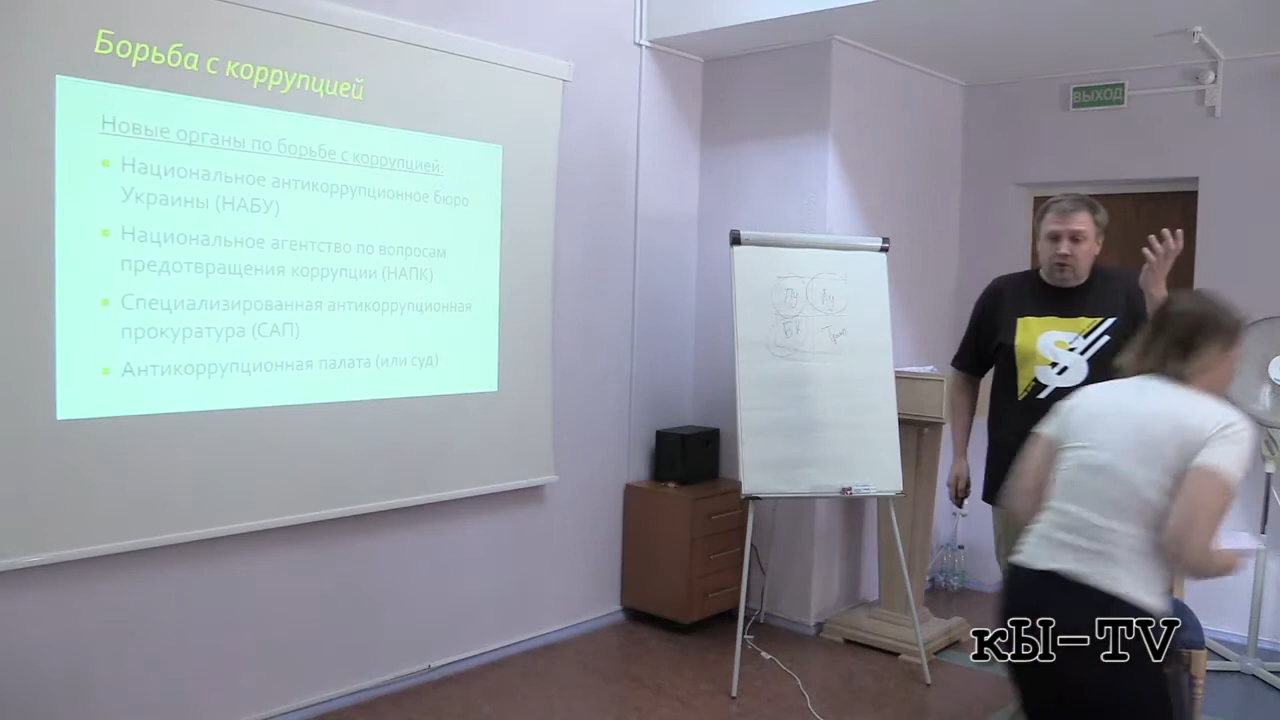 Борьба с коррупцией
Новые органы по борьбе с коррупцией:
Национальное антикоррупционное бюро
Украины (НАБУ)
Национальное агентство по вопросам
предотвращения коррупции (НАПК)
Специализированная антикоррупционная
прокуратура (САП)
Антикоррупционная палата (или суд)
ВЫХОД
S
кЫ-TV